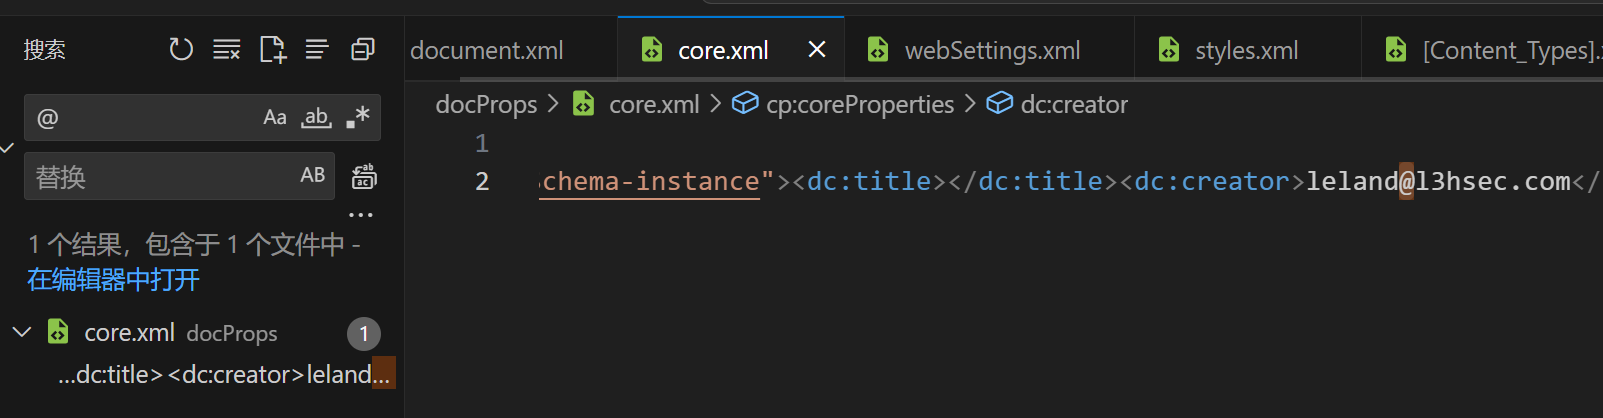 搜索
@ Aa ab .*
替换 AB
...
1 个结果，包含于 1 个文件中 -
在编辑器中打开
core.xml docProps 1
...dc:title><dc:creator>leland...
document.xml core.xml webSettings.xml styles.xml [Content_Types].
docProps > core.xml > cp:coreProperties > dc:creator
1
2 chema-instance"><dc:title></dc:title><dc:creator>leland@l3hsec.com</